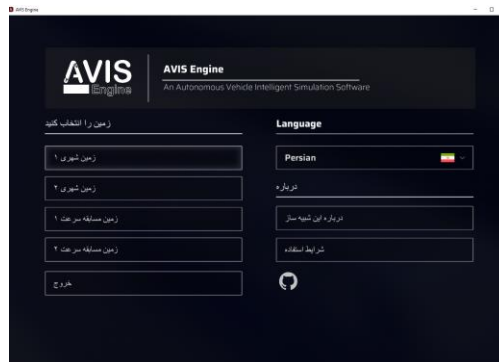 AVIS Engine
AVIS
Engine
AVIS Engine
An Autonomous Vehicle Intelligent Simulation Software
زمین را انتخاب کنید
زمین شهری ۱
زمین شهری ۲
زمین مسابقه سرعت ۱
زمین مسابقه سرعت ۲
خروج
Language
Persian
درباره
درباره این شبیه ساز
شرایط استفاده